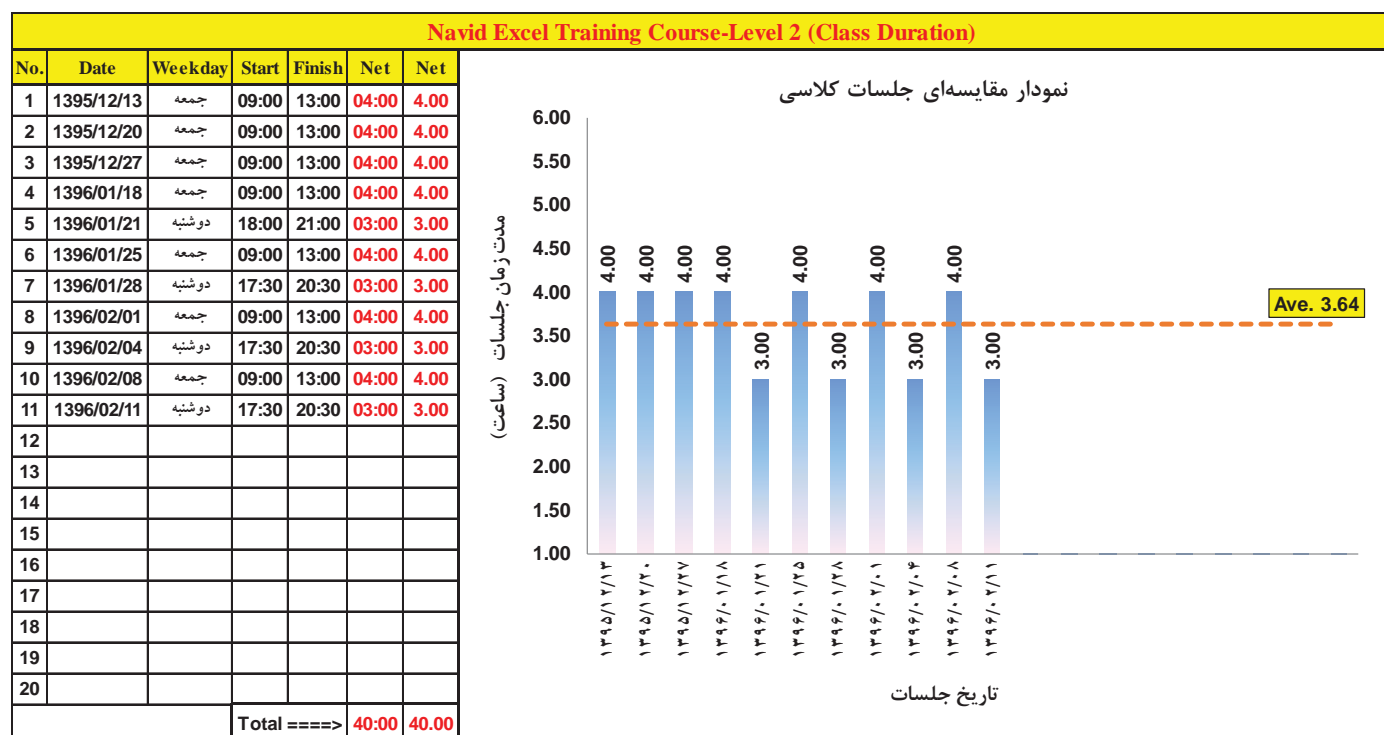 Navid Excel Training Course-Level 2 (Class Duration)
No. Date Weekday Start Finish Net Net
1 1395/12/13 جمعه 09:00 13:00 04:00 4.00
2 1395/12/20 جمعه 09:00 13:00 04:00 4.00
3 1395/12/27 جمعه 09:00 13:00 04:00 4.00
4 1396/01/18 جمعه 09:00 13:00 04:00 4.00
5 1396/01/21 دوشنبه 18:00 21:00 03:00 3.00
6 1396/01/25 جمعه 09:00 13:00 04:00 4.00
7 1396/01/28 دوشنبه 17:30 20:30 03:00 3.00
8 1396/02/01 جمعه 09:00 13:00 04:00 4.00
9 1396/02/04 دوشنبه 17:30 20:30 03:00 3.00
10 1396/02/08 جمعه 09:00 13:00 04:00 4.00
11 1396/02/11 دوشنبه 17:30 20:30 03:00 3.00
12
13
14
15
16
17
18
19
20
Total ====> 40:00 40.00
نمودار مقایسه‌ای جلسات کلاسی
مدت زمان جلسات (ساعت)
6.00
5.50
5.00
4.50
4.00
3.50
3.00
2.50
2.00
1.50
1.00
4.00
4.00
4.00
4.00
3.00
4.00
3.00
4.00
3.00
4.00
3.00
Ave. 3.64
۱۳۹۵/۱۲/۱۳
۱۳۹۵/۱۲/۲۰
۱۳۹۵/۱۲/۲۷
۱۳۹۶/۰۱/۱۸
۱۳۹۶/۰۱/۲۱
۱۳۹۶/۰۱/۲۵
۱۳۹۶/۰۱/۲۸
۱۳۹۶/۰۲/۰۱
۱۳۹۶/۰۲/۰۴
۱۳۹۶/۰۲/۰۸
۱۳۹۶/۰۲/۱۱
تاریخ جلسات